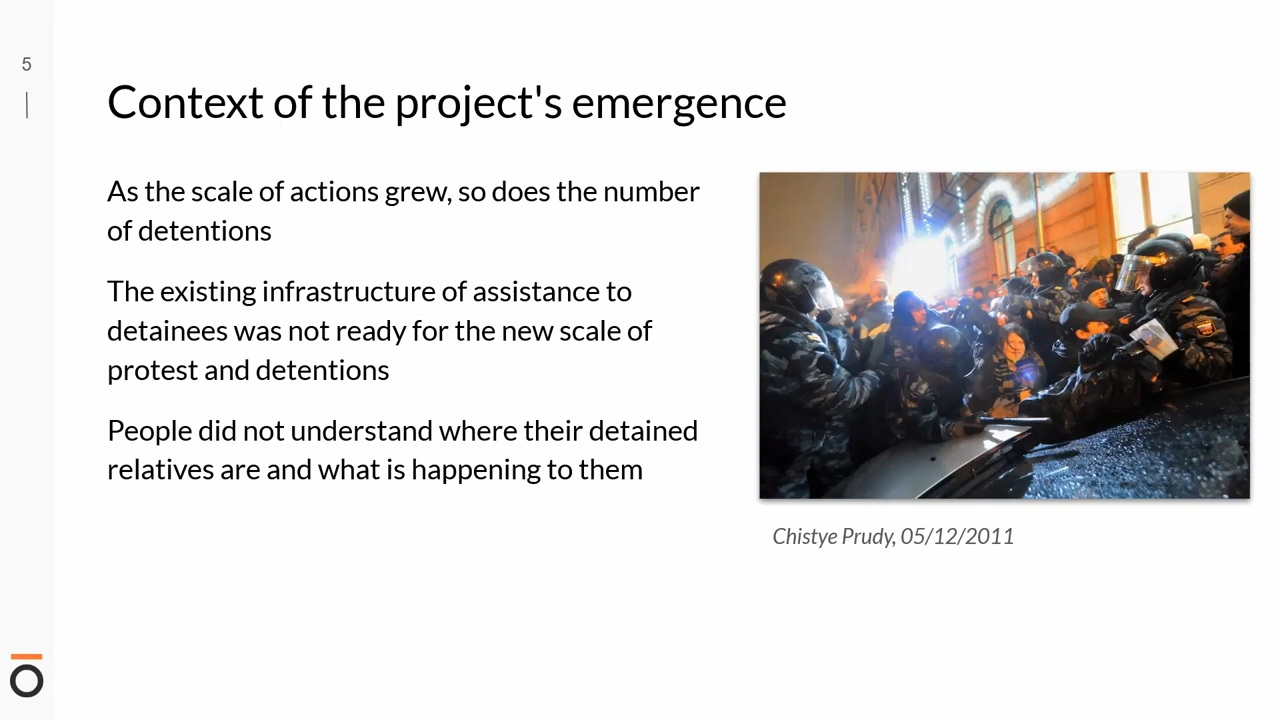 5
Context of the project's emergence
As the scale of actions grew, so does the number
of detentions
The existing infrastructure of assistance to
detainees was not ready for the new scale of
protest and detentions
People did not understand where their detained
relatives are and what is happening to them
Chistye Prudy, 05/12/2011